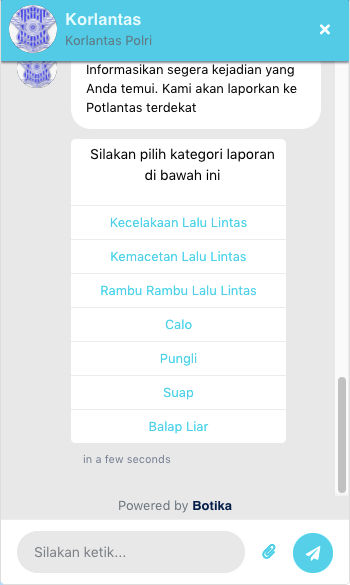 Korlantas
Korlantas Polri
Informasikan segera kejadian yang
Anda temui. Kami akan laporkan ke
Potlantas terdekat
Silakan pilih kategori laporan
di bawah ini
Kecelakaan Lalu Lintas
Kemacetan Lalu Lintas
Rambu Rambu Lalu Lintas
Calo
Pungli
Suap
Balap Liar
in a few seconds
Powered by Botika
Silakan ketik...